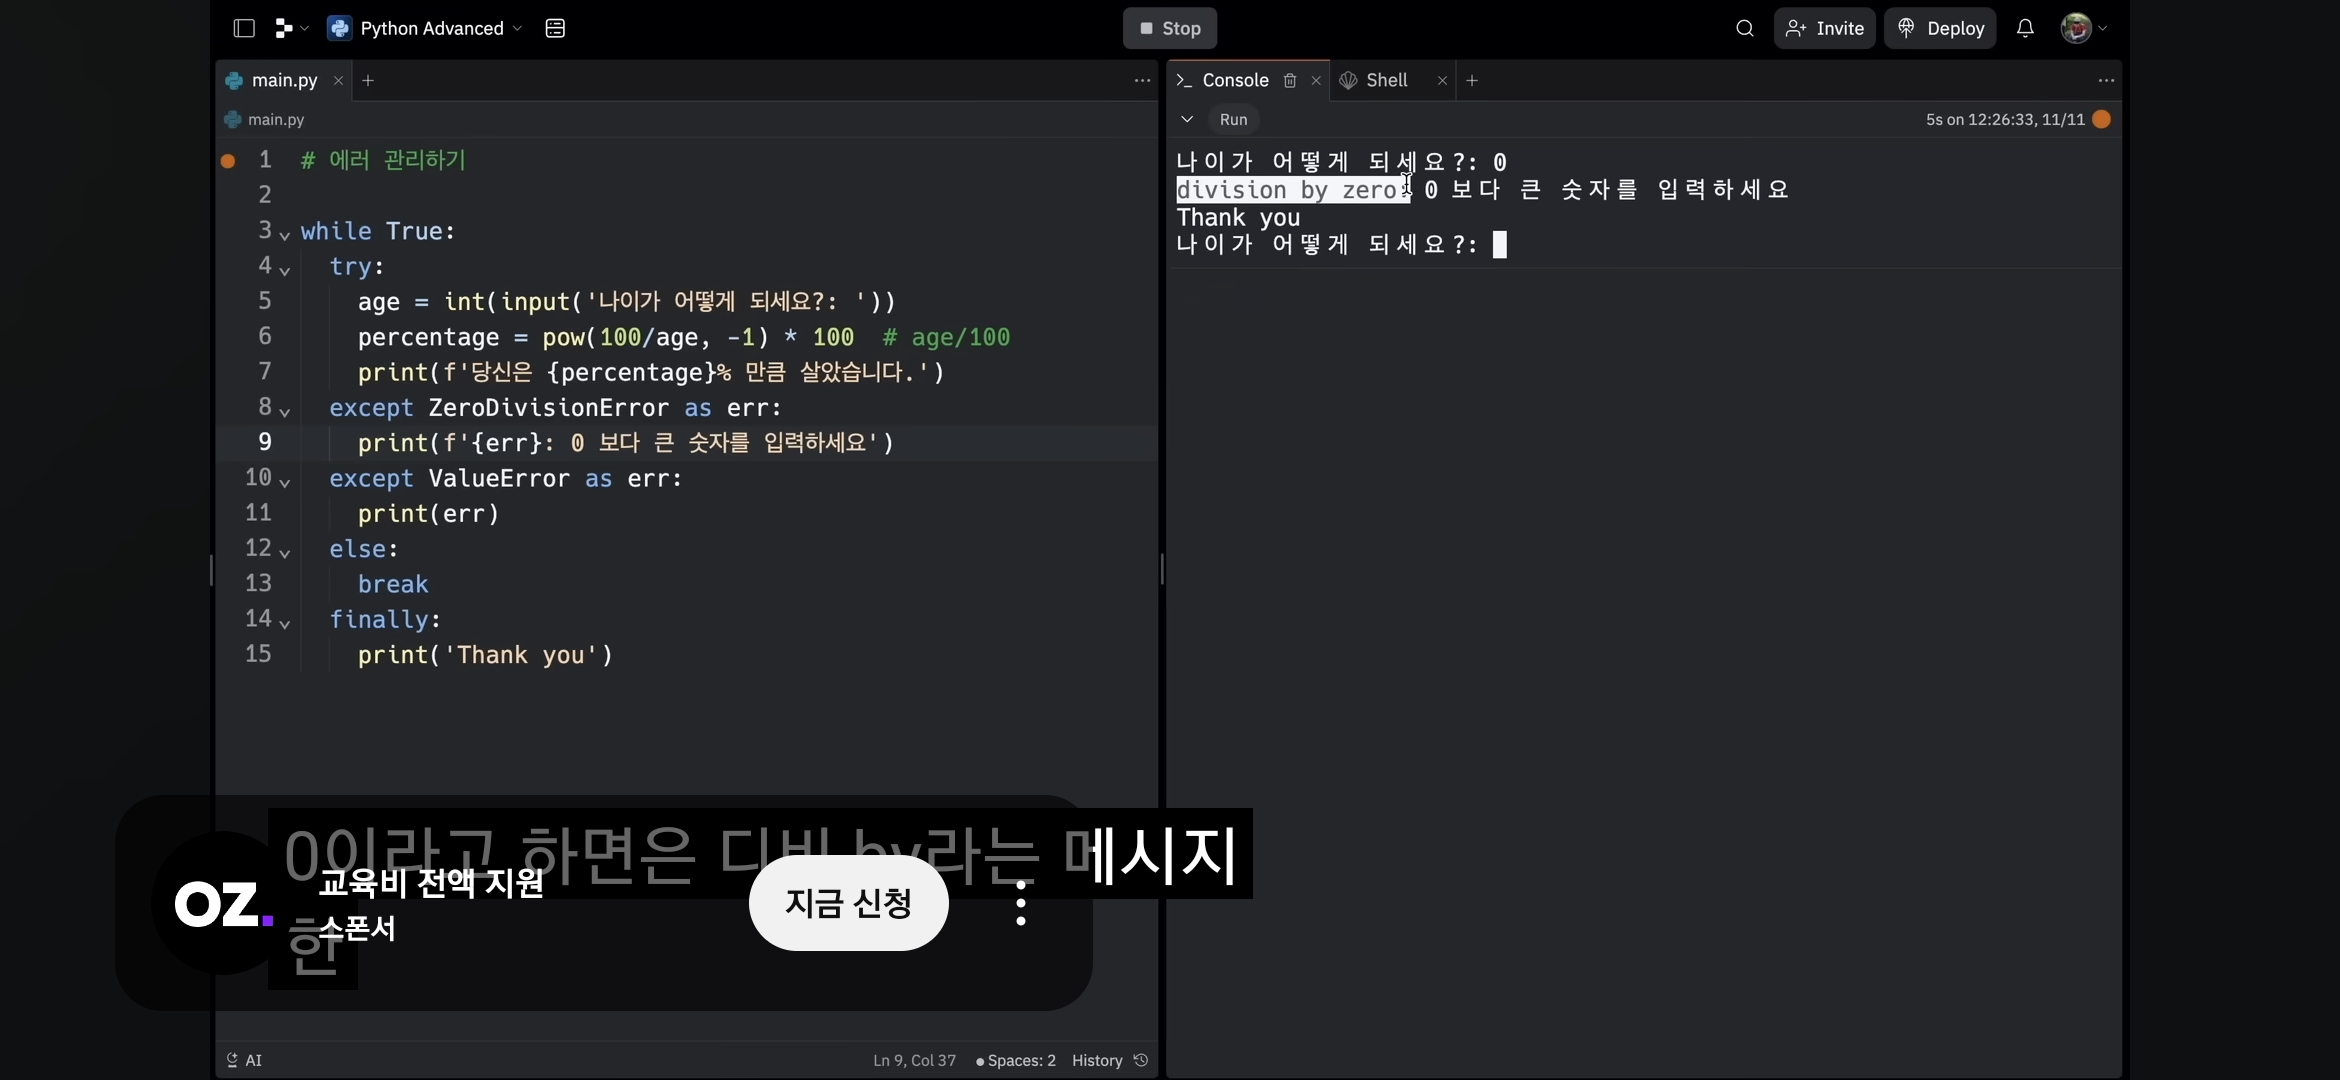 Python Advanced
Stop
Invite
Deploy
main.py
Console
Shell
main.py
Run
5s on 12:26:33, 11/11
1 # 에러 관리하기
2
3 while True:
4 try:
5 age = int(input('나이가 어떻게 되세요?: '))
6 percentage = pow(100/age, -1) * 100  # age/100
7 print(f'당신은 {percentage}% 만큼 살았습니다.')
8 except ZeroDivisionError as err:
9 print(f'{err}: 0 보다 큰 숫자를 입력하세요')
10 except ValueError as err:
11 print(err)
12 else:
13 break
14 finally:
15 print('Thank you')
나이가 어떻게 되세요?: 0
division by zero: 0 보다 큰 숫자를 입력하세요
Thank you
나이가 어떻게 되세요?:
0이라고 하면은 by라는 메시지
한
oz.
교육비 전액 지원
스폰서
지금 신청
AI
Ln 9, Col 37
Spaces: 2
History